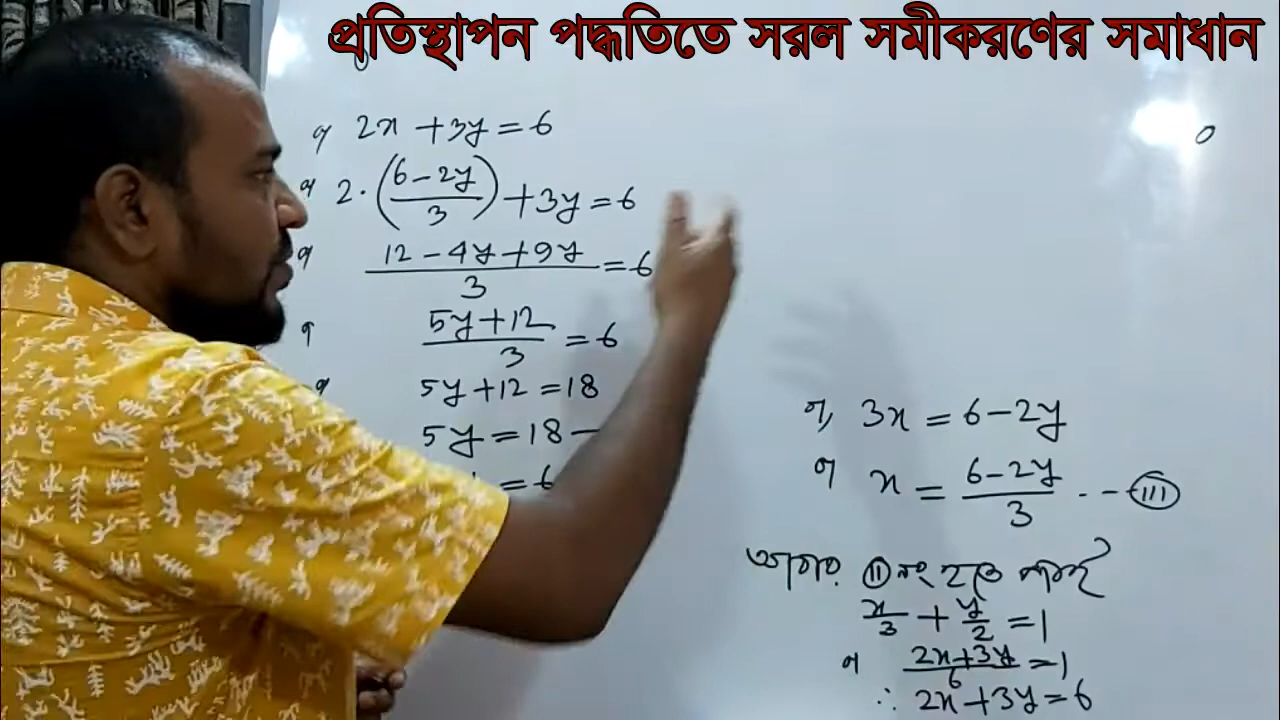 প্রতিস্থাপন পদ্ধতিতে সরল সমীকরণের সমাধান
বা 2x + 3y = 6
বা 2·((6-2y)/3) + 3y = 6
বা (12-4y+9y)/3 = 6
বা (5y+12)/3 = 6
বা 5y+12 = 18
5y = 18 -
= 6
বা, 3x = 6-2y
বা x = (6-2y)/3 --- (III)
আবার (II) নং হতে পাই
x/3 + y/2 = 1
বা (2x+3y)/6 = 1
∴ 2x+3y = 6